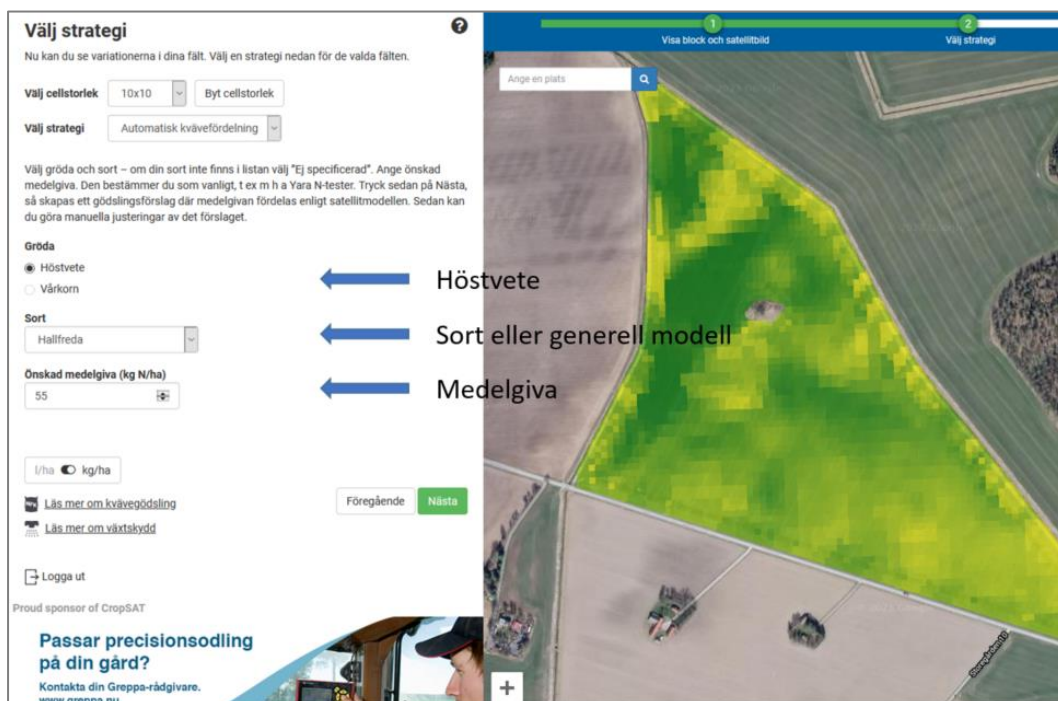 Välj strategi
Nu kan du se variationerna i dina fält. Välj en strategi nedan för de valda fälten.
Välj cellstorlek 10x10 Byt cellstorlek
Välj strategi Automatisk kvävefördelning
Välj gröda och sort – om din sort inte finns i listan välj "Ej specificerad". Ange önskad
medelgiva. Den bestämmer du som vanligt, t ex m h a Yara N-tester. Tryck sedan på Nästa,
så skapas ett gödslingsförslag där medelgivan fördelas enligt satellitmodellen. Sedan kan
du göra manuella justeringar av det förslaget.
Gröda
Höstvete
Vårkorn
Sort
Hallfreda
Önskad medelgiva (kg N/ha)
55
l/ha kg/ha
Läs mer om kvävegödsling
Läs mer om växtskydd
Föregående Nästa
Logga ut
Proud sponsor of CropSAT
Passar precisionsodling
på din gård?
Kontakta din Greppa-rådgivare.
www.greppa.nu
Höstvete
Sort eller generell modell
Medelgiva
1
Visa block och satellitbild
2
Välj strategi
Ange en plats
+